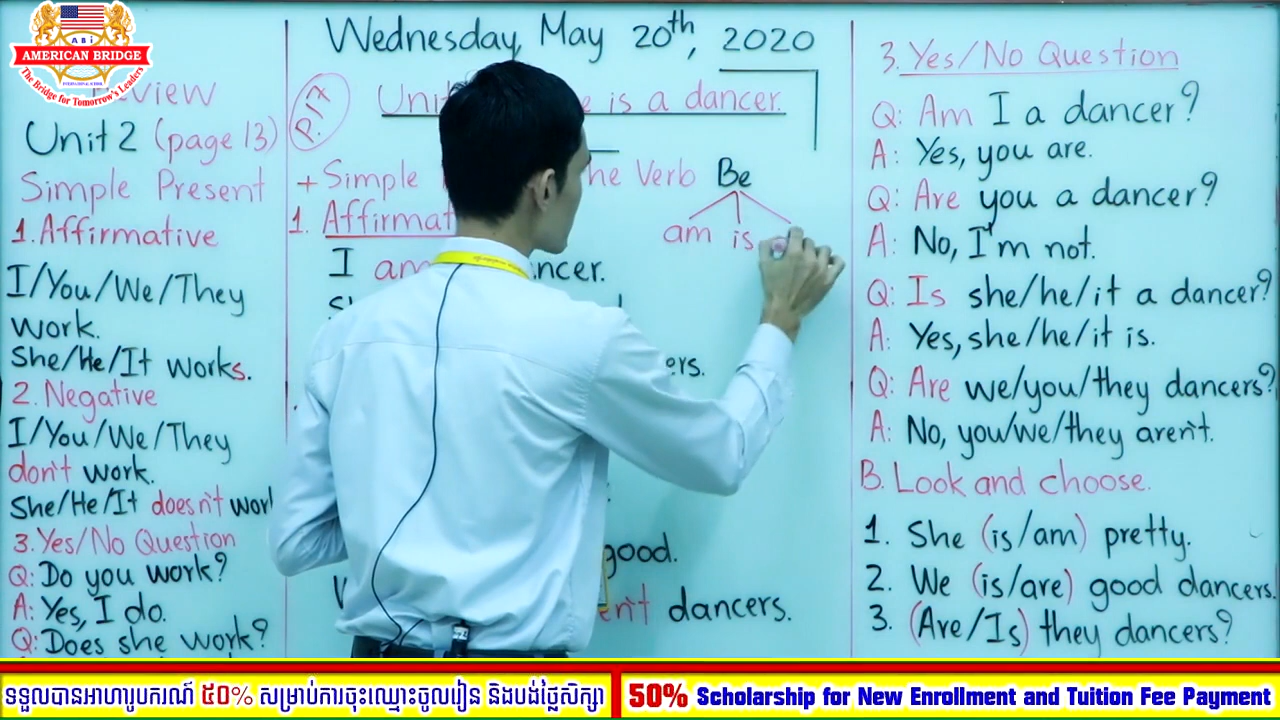 ABi
AMERICAN BRIDGE
INTERNATIONAL SCHOOL
The Bridge for Tomorrow's Leaders
Review
Unit 2 (page 13)
Simple Present
1. Affirmative
I/You/We/They
work.
She/He/It works.
2. Negative
I/You/We/They
don't work.
She/He/It doesn't work
3. Yes/No Question
Q: Do you work?
A: Yes, I do.
Q: Does she work?
Wednesday, May 20th, 2020
P.17
Unit is a dancer.
+ Simple the Verb Be
am is
1. Affirmat
I am dancer.
ers.
good.
en't dancers.
3. Yes/No Question
Q: Am I a dancer?
A: Yes, you are.
Q: Are you a dancer?
A: No, I'm not.
Q: Is she/he/it a dancer?
A: Yes, she/he/it is.
Q: Are we/you/they dancers?
A: No, you/we/they aren't.
B. Look and choose.
1. She (is/am) pretty.
2. We (is/are) good dancers.
3. (Are/Is) they dancers?
ទទួលបានអាហារូបករណ៍ ៥០% សម្រាប់ការចុះឈ្មោះចូលរៀន និងបង់ថ្លៃសិក្សា
50% Scholarship for New Enrollment and Tuition Fee Payment